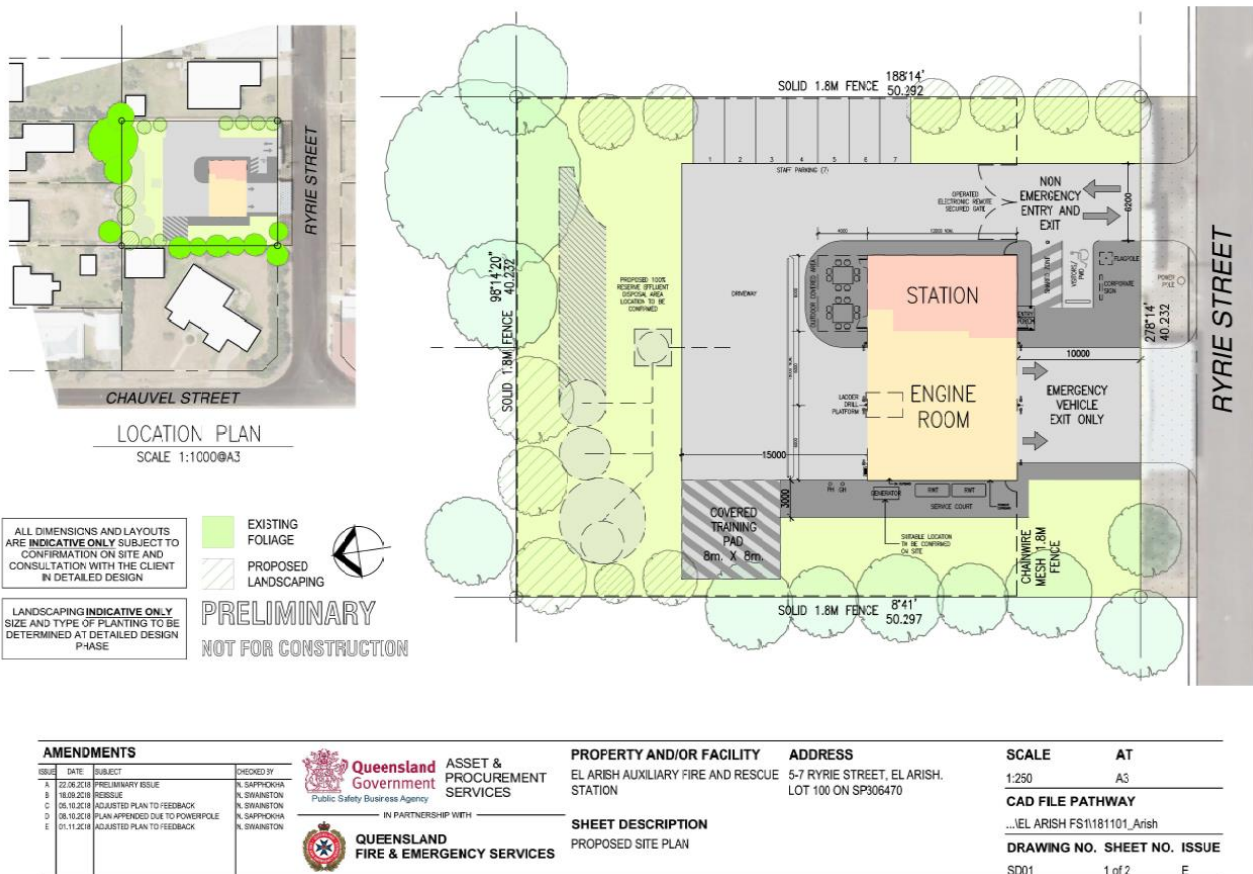 RYRIE STREET
CHAUVEL STREET
LOCATION PLAN
SCALE 1:1000@A3
ALL DIMENSIONS AND LAYOUTS
ARE INDICATIVE ONLY SUBJECT TO
CONFIRMATION ON SITE AND
CONSULTATION WITH THE CLIENT
IN DETAILED DESIGN
LANDSCAPING INDICATIVE ONLY
SIZE AND TYPE OF PLANTING TO BE
DETERMINED AT DETAILED DESIGN
PHASE
EXISTING
FOLIAGE
PROPOSED
LANDSCAPING
PRELIMINARY
NOT FOR CONSTRUCTION
SOLID 1.8M FENCE
188°14'
50.292
1 2 3 4 5 6 7
STAFF PARKING (7)
OPERATED
ELECTRONIC REMOTE
SECURED GATE
NON
EMERGENCY
ENTRY AND
EXIT
6200
98°14'20"
40.232
SOLID 1.8M FENCE
PROPOSED 100%
RESERVE EFFLUENT
DISPOSAL AREA
LOCATION TO BE
CONFIRMED
DRIVEWAY
4000
OUTDOOR COVERED AREA
STATION
ENTRY
PORCH
FLAGPOLE
CORPORATE
SIGN
POWER
POLE
278°14'
40.232
RYRIE STREET
10000
LADDER
DRILL
PLATFORM
ENGINE
ROOM
EMERGENCY
VEHICLE
EXIT ONLY
15000
3000
COVERED
TRAINING
PAD
8m. X 8m.
GENERATOR
RWT
RWT
SERVICE COURT
SUITABLE LOCATION
TO BE CONFIRMED
ON SITE
CHAINWIRE
MESH 1.8M
FENCE
SOLID 1.8M FENCE
8°41'
50.297
AMENDMENTS
ISSUE DATE SUBJECT CHECKED BY
A 22.06.2018 PRELIMINARY ISSUE N. SAPPHOKHA
B 18.09.2018 REISSUE N. SWAINSTON
C 05.10.2018 ADJUSTED PLAN TO FEEDBACK N. SWAINSTON
D 08.10.2018 PLAN APPENDED DUE TO POWERPOLE N. SAPPHOKHA
E 01.11.2018 ADJUSTED PLAN TO FEEDBACK N. SWAINSTON
Queensland
Government
Public Safety Business Agency
ASSET &
PROCUREMENT
SERVICES
IN PARTNERSHIP WITH
QUEENSLAND
FIRE & EMERGENCY SERVICES
PROPERTY AND/OR FACILITY
EL ARISH AUXILIARY FIRE AND RESCUE
STATION
ADDRESS
5-7 RYRIE STREET, EL ARISH.
LOT 100 ON SP306470
SHEET DESCRIPTION
PROPOSED SITE PLAN
SCALE AT
1:250 A3
CAD FILE PATHWAY
...\EL ARISH FS1\181101_Arish
DRAWING NO. SHEET NO. ISSUE
SD01 1 of 2 E